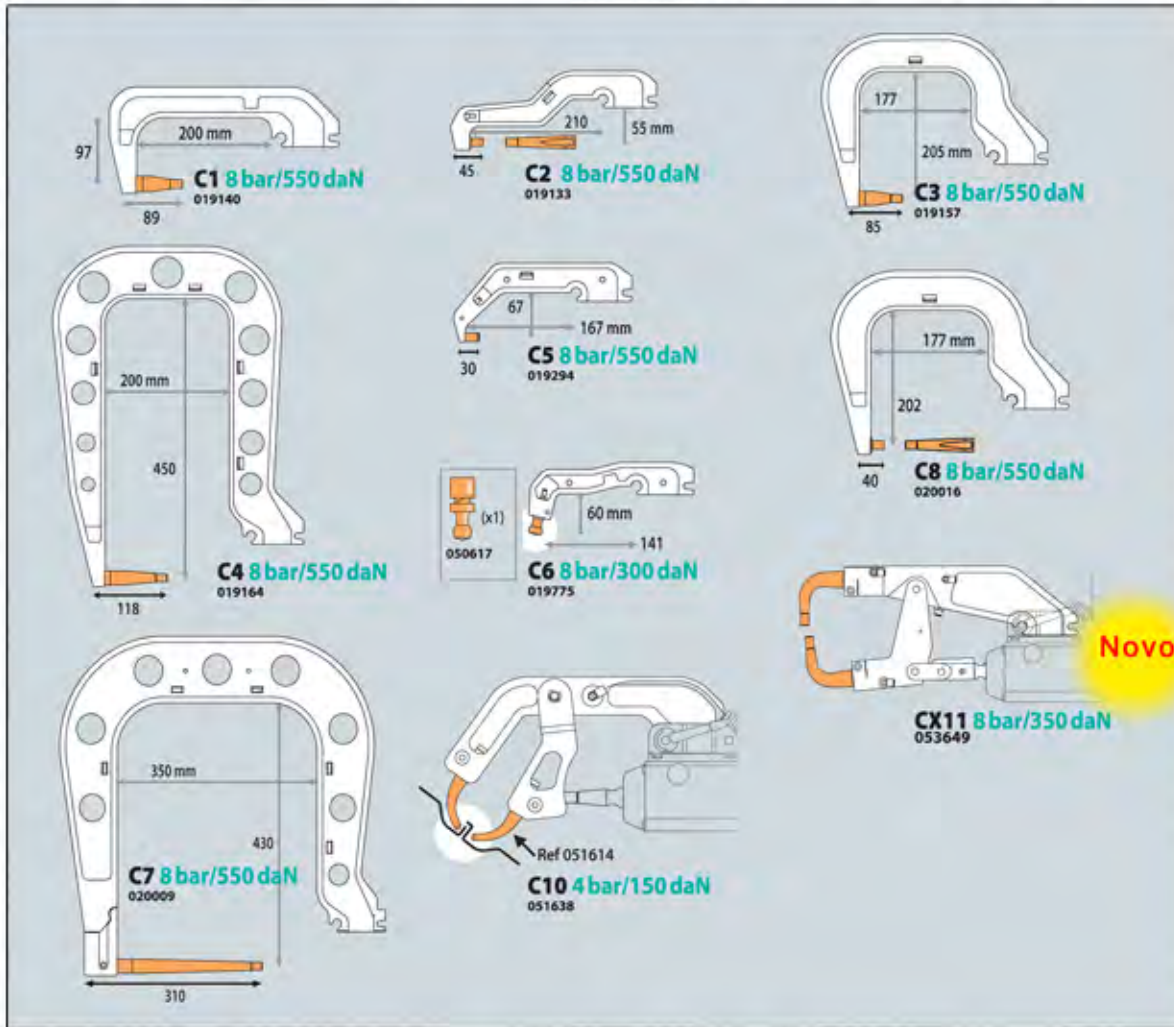 97
200 mm
C1 8 bar/550 daN
019140
89
210
55 mm
45
C2 8 bar/550 daN
019133
177
205 mm
C3 8 bar/550 daN
019157
85
200 mm
450
C4 8 bar/550 daN
019164
118
67
167 mm
30
C5 8 bar/550 daN
019294
177 mm
202
40
C8 8 bar/550 daN
020016
(x1)
050617
60 mm
141
C6 8 bar/300 daN
019775
Novo
CX11 8 bar/350 daN
053649
350 mm
430
C7 8 bar/550 daN
020009
310
Ref 051614
C10 4 bar/150 daN
051638